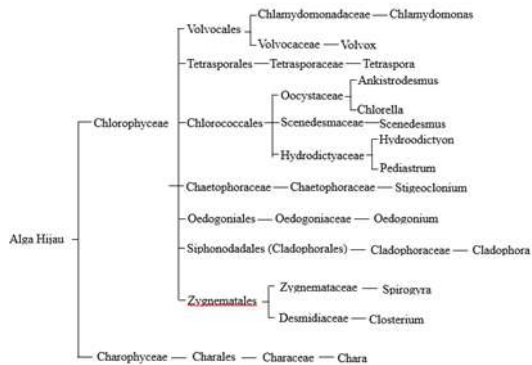 Chlamydomonadaceae Chlamydomonas
Volvocales
Volvocaceae Volvox
Tetrasporales Tetrasporaceae Tetraspora
Ankistrodesmus
Oocystaceae
Chlorella
Chlorophyceae Chlorococcales Scenedesmaceae Scenedesmus
Hydroodictyon
Hydrodictyaceae
Pediastrum
Chaetophoraceae Chaetophoraceae Stigeoclonium
Oedogoniales Oedogoniaceae Oedogonium
Alga Hijau
Siphonodadales (Cladophorales) Cladophoraceae Cladophora
Zygnemataceae Spirogyra
Zygnematales
Desmidiaceae Closterium
Charophyceae Charales Characeae Chara